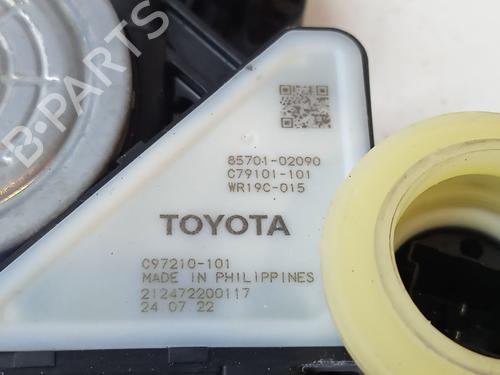 B-PARTS
85701-02090
C79101-101
WR19C-015
TOYOTA
C97210-101
MADE IN PHILIPPINES
212472200117
24 07 22